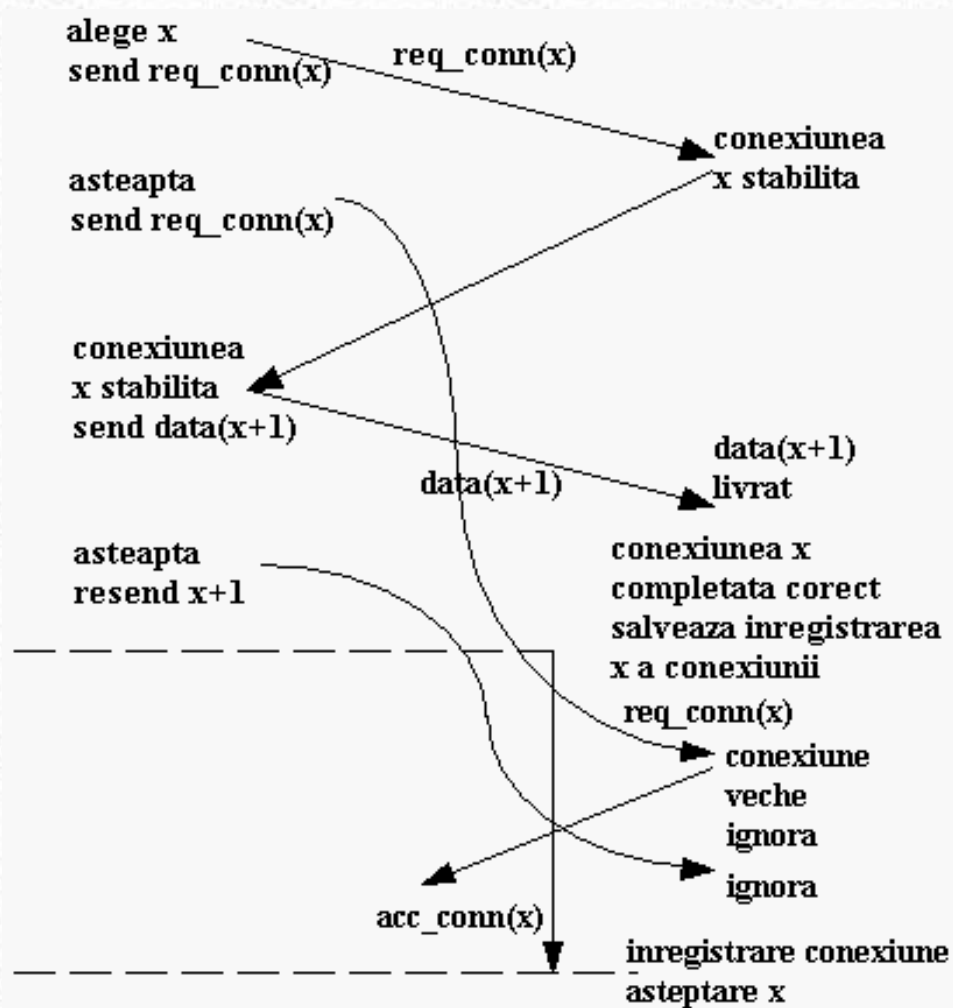 alege x
send req_conn(x)
req_conn(x)
conexiunea
x stabilita
asteapta
send req_conn(x)
conexiunea
x stabilita
send data(x+1)
data(x+1)
data(x+1)
livrat
asteapta
resend x+1
conexiunea x
completata corect
salveaza inregistrarea
x a conexiunii
req_conn(x)
conexiune
veche
ignora
ignora
acc_conn(x)
inregistrare conexiune
asteptare x